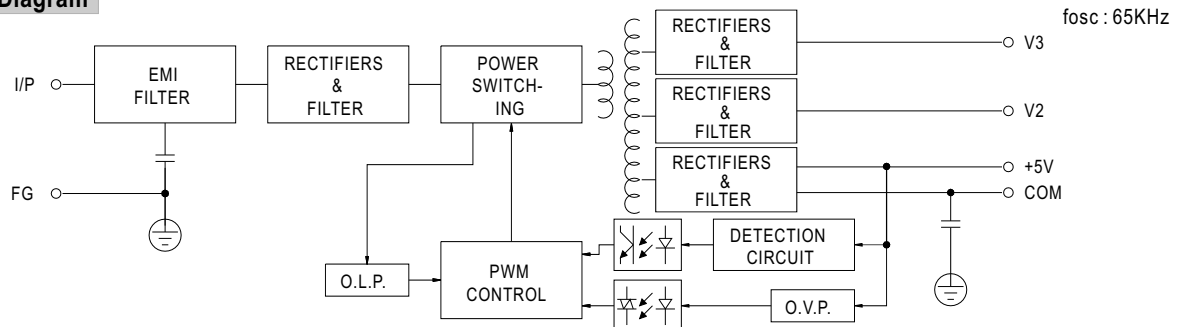 Diagram
fosc : 65KHz
I/P
EMI
FILTER
RECTIFIERS
&
FILTER
POWER
SWITCH-
ING
RECTIFIERS
&
FILTER
V3
RECTIFIERS
&
FILTER
V2
RECTIFIERS
&
FILTER
+5V
COM
FG
O.L.P.
PWM
CONTROL
DETECTION
CIRCUIT
O.V.P.